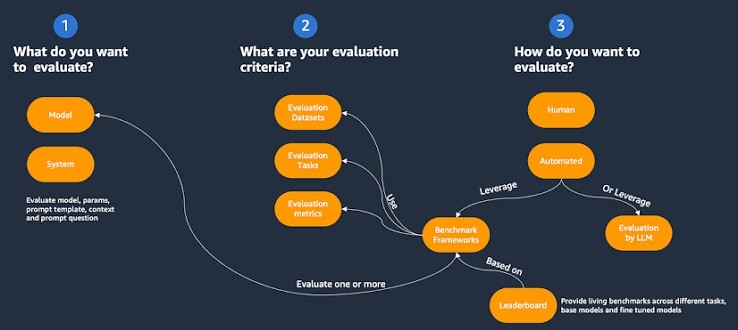 1
What do you want
to evaluate?
Model
System
Evaluate model, params,
prompt template, context
and prompt question
2
What are your evaluation
criteria?
Evaluation
Datasets
Evaluation
Tasks
Evaluation
metrics
Use
Benchmark
Frameworks
Evaluate one or more
3
How do you want to
evaluate?
Human
Automated
Leverage
Or Leverage
Evaluation
by LLM
Based on
Leaderboard
Provide living benchmarks across different tasks,
base models and fine tuned models